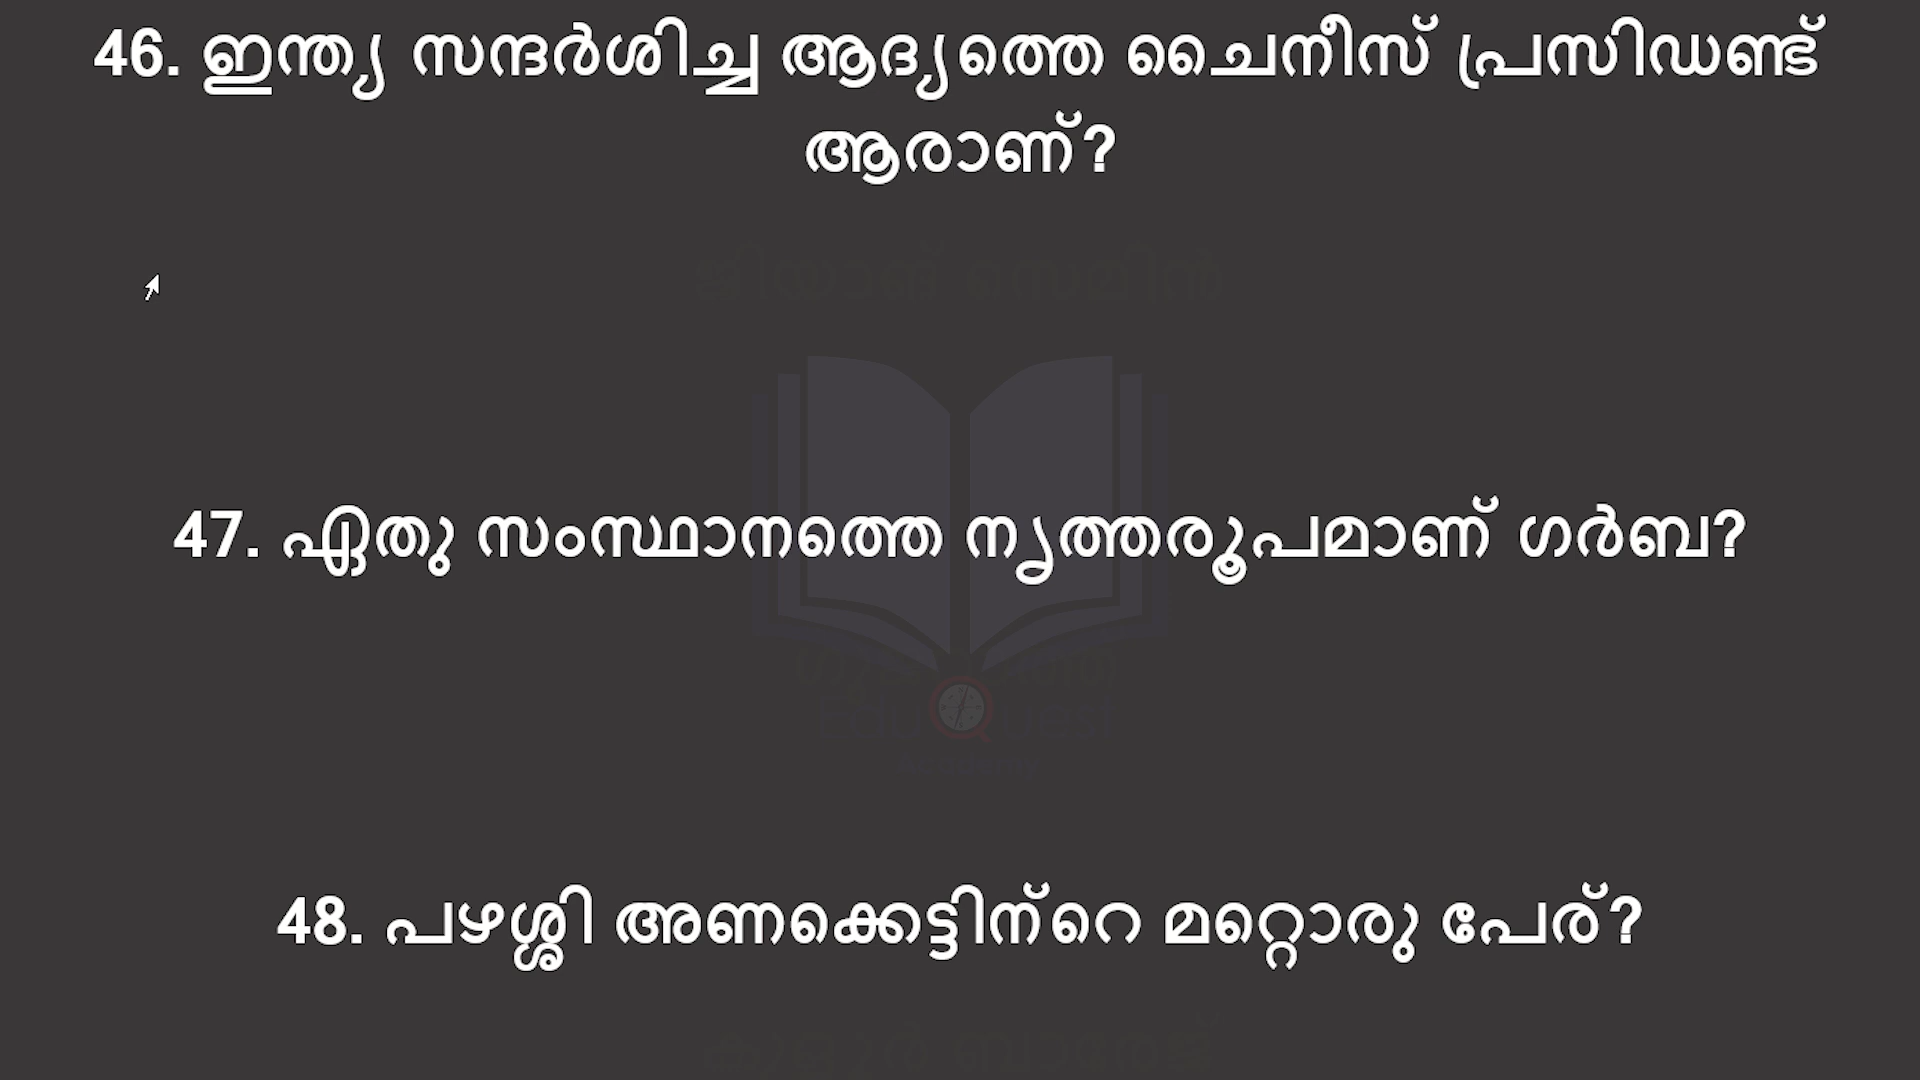 46. ഇന്ത്യ സന്ദർശിച്ച ആദ്യത്തെ ചൈനീസ് പ്രസിഡണ്ട്
ആരാണ്?
ജിയാങ് സെമിൻ
47. ഏതു സംസ്ഥാനത്തെ നൃത്തരൂപമാണ് ഗർബ?
48. പഴശ്ശി അണക്കെട്ടിന്റെ മറ്റൊരു പേര്?